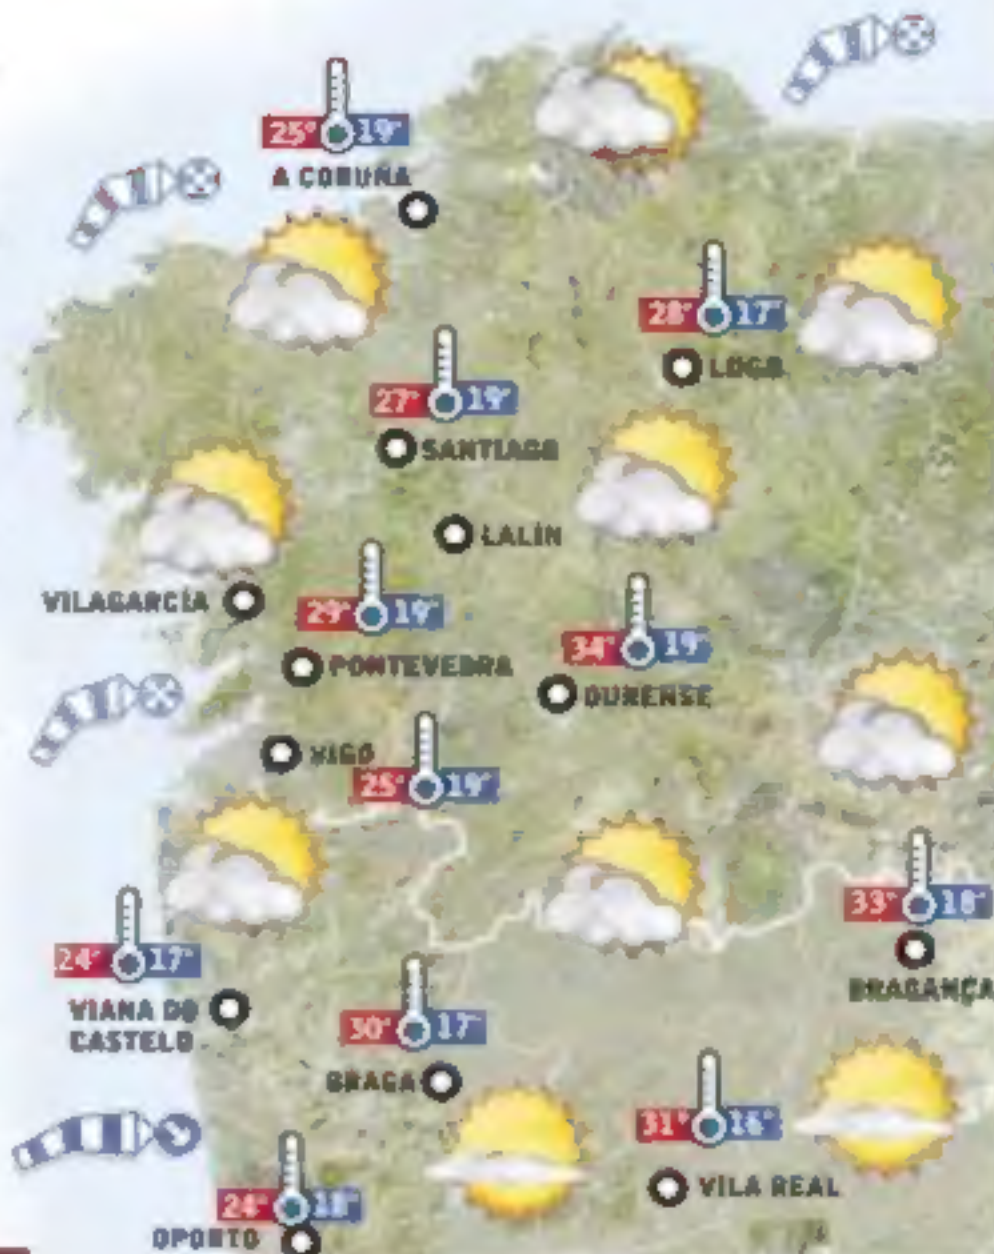 25° 19°
A CORUÑA
28° 17°
LUGO
27° 19°
SANTIAGO
LALÍN
VILAGARCÍA
29° 19°
PONTEVEDRA
34° 19°
OURENSE
VIGO
25° 19°
33° 18°
BRAGANÇA
24° 17°
VIANA DO
CASTELO
30° 17°
BRAGA
31° 16°
VILA REAL
24° 18°
OPORTO